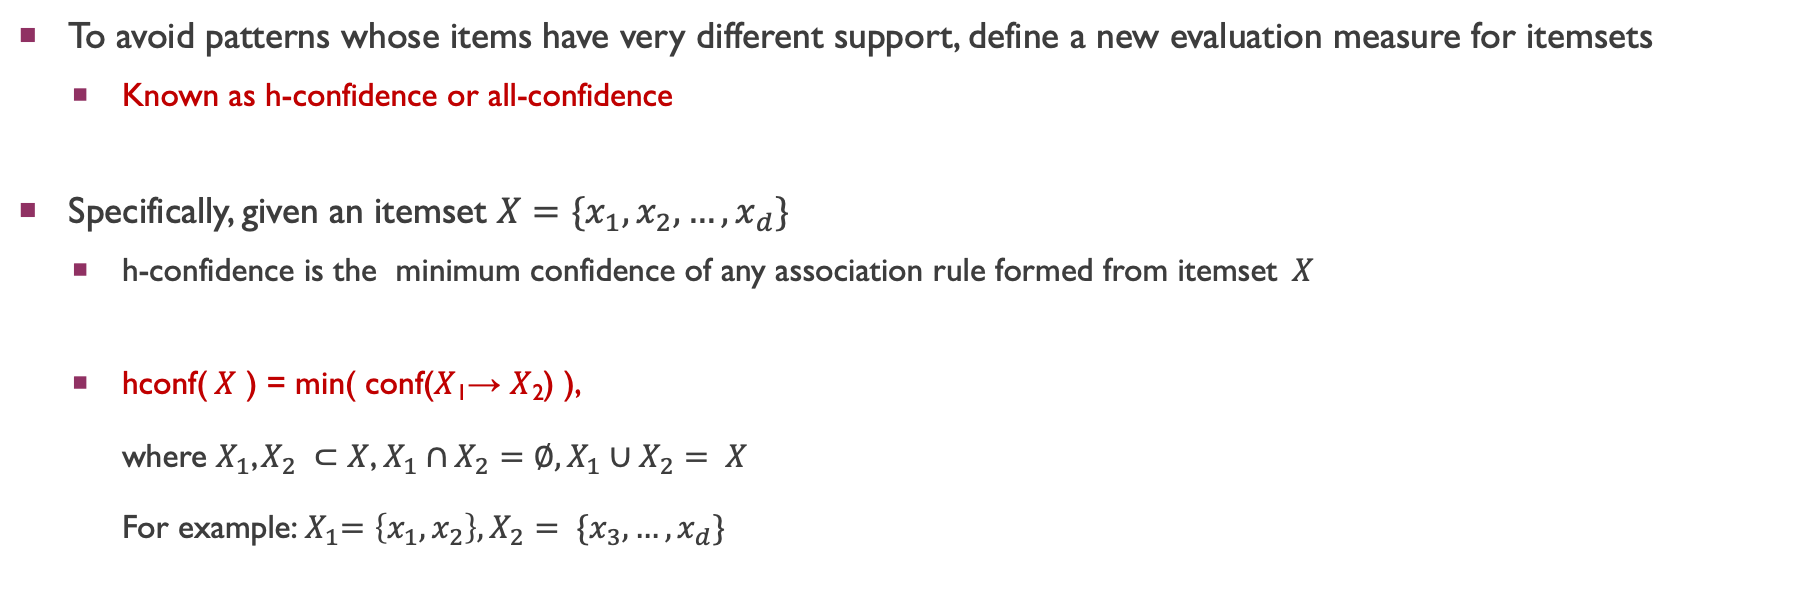 ▪ To avoid patterns whose items have very different support, define a new evaluation measure for itemsets
▪ Known as h-confidence or all-confidence
▪ Specifically, given an itemset X = {x₁, x₂, …, x_d}
▪ h-confidence is the minimum confidence of any association rule formed from itemset X
▪ hconf( X ) = min( conf(X₁→ X₂) ),
where X₁,X₂ ⊂ X, X₁ ∩ X₂ = ∅, X₁ ∪ X₂ = X
For example: X₁= {x₁, x₂}, X₂ = {x₃, …, x_d}